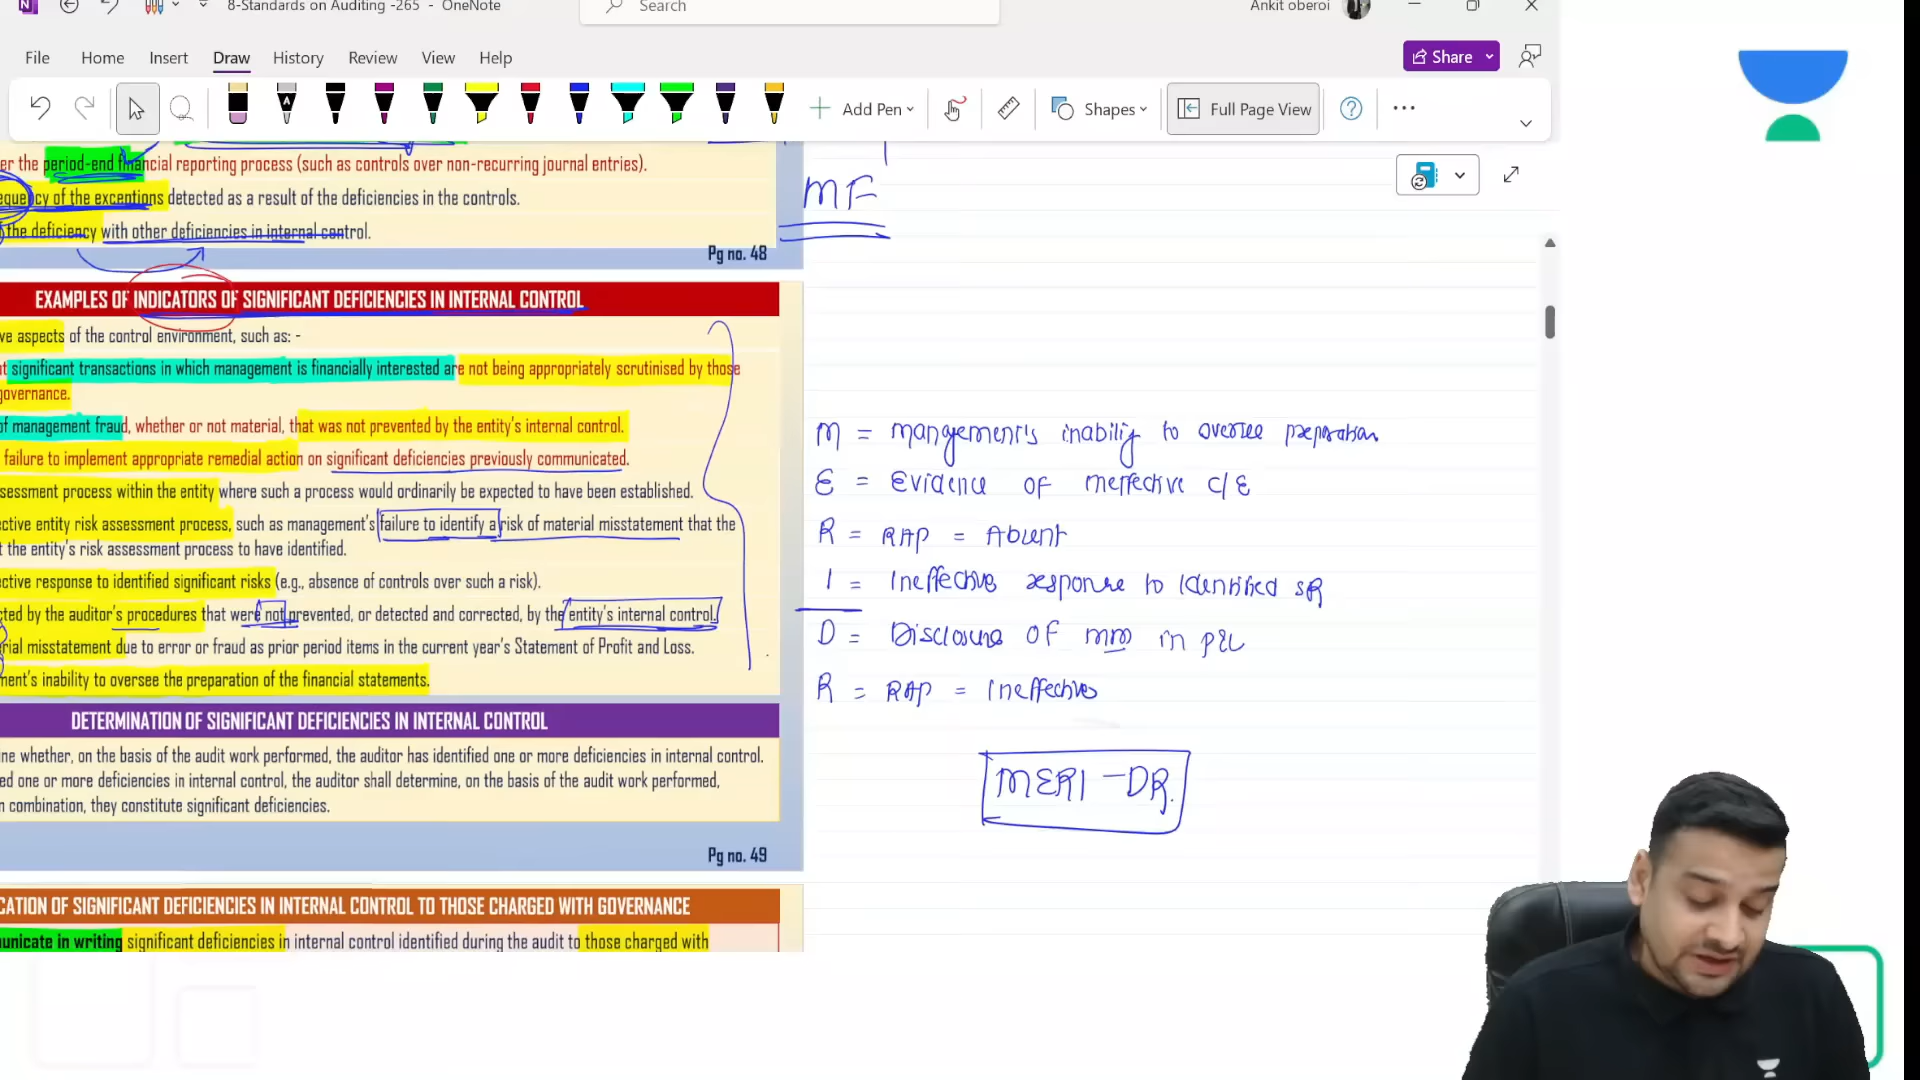 8-Standards on Auditing -265 - OneNote
Search
Ankit oberoi
File Home Insert Draw History Review View Help
Share
Add Pen Shapes Full Page View
er the period-end financial reporting process (such as controls over non-recurring journal entries).
equency of the exceptions detected as a result of the deficiencies in the controls.
the deficiency with other deficiencies in internal control.
Pg no. 48
MF
EXAMPLES OF INDICATORS OF SIGNIFICANT DEFICIENCIES IN INTERNAL CONTROL
ve aspects of the control environment, such as: -
significant transactions in which management is financially interested are not being appropriately scrutinised by those
governance.
of management fraud, whether or not material, that was not prevented by the entity's internal control.
failure to implement appropriate remedial action on significant deficiencies previously communicated.
sessment process within the entity where such a process would ordinarily be expected to have been established.
ective entity risk assessment process, such as management's failure to identify a risk of material misstatement that the
t the entity's risk assessment process to have identified.
ective response to identified significant risks (e.g., absence of controls over such a risk).
cted by the auditor's procedures that were not prevented, or detected and corrected, by the entity's internal control.
rial misstatement due to error or fraud as prior period items in the current year's Statement of Profit and Loss.
ment's inability to oversee the preparation of the financial statements.
DETERMINATION OF SIGNIFICANT DEFICIENCIES IN INTERNAL CONTROL
ine whether, on the basis of the audit work performed, the auditor has identified one or more deficiencies in internal control.
ed one or more deficiencies in internal control, the auditor shall determine, on the basis of the audit work performed,
n combination, they constitute significant deficiencies.
Pg no. 49
CATION OF SIGNIFICANT DEFICIENCIES IN INTERNAL CONTROL TO THOSE CHARGED WITH GOVERNANCE
unicate in writing significant deficiencies in internal control identified during the audit to those charged with
M = mangement's inability to oversee preparation
E = Evidence of ineffective C/E
R = RAP = Absent
I = Ineffective response to Identified SR
D = Disclosure of mm in P&L
R = RAP = Ineffective
MERI - DR.